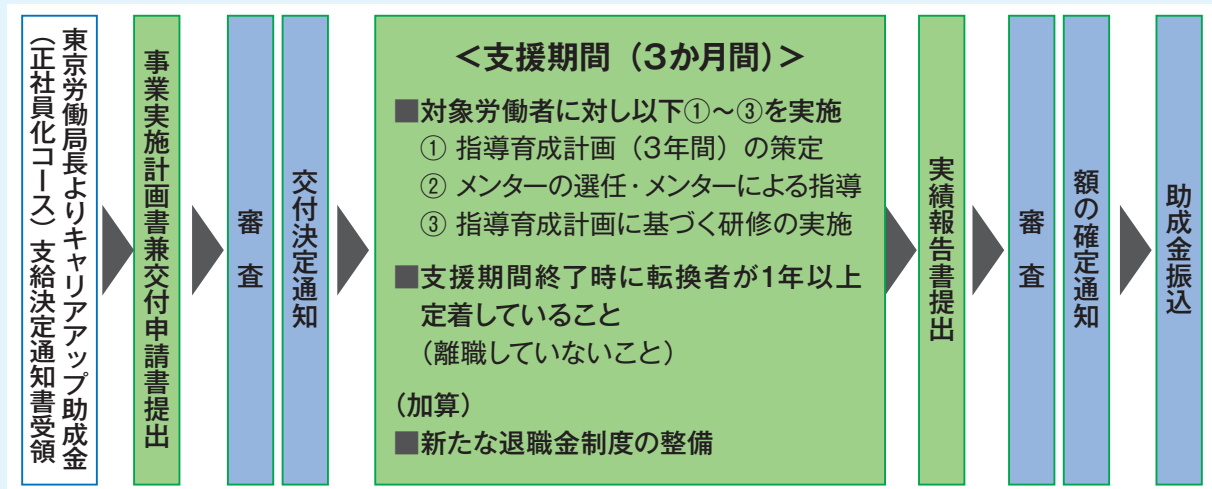 東京労働局長よりキャリアアップ助成金
（正社員化コース）支給決定通知書受領
事業実施計画書兼交付申請書提出
審　査
交付決定通知
＜支援期間（3か月間）＞
■対象労働者に対し以下①～③を実施
① 指導育成計画（3年間）の策定
② メンターの選任・メンターによる指導
③ 指導育成計画に基づく研修の実施
■支援期間終了時に転換者が1年以上
定着していること
（離職していないこと）
（加算）
■新たな退職金制度の整備
実績報告書提出
審　査
額の確定通知
助成金振込